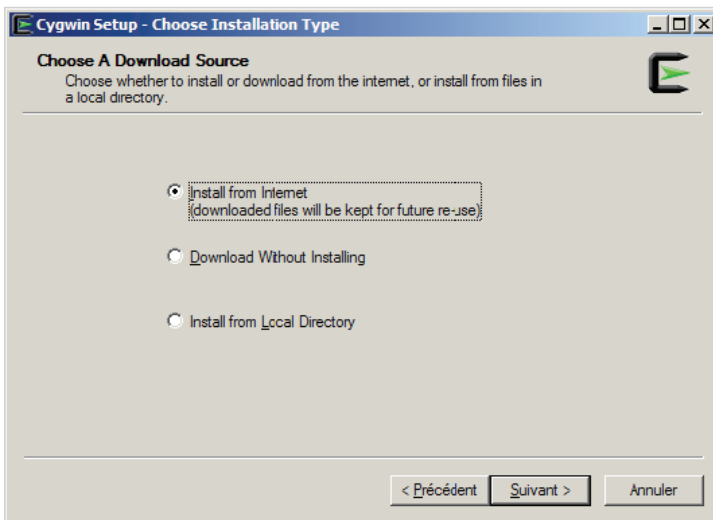 Cygwin Setup - Choose Installation Type
Choose A Download Source
Choose whether to install or download from the internet, or install from files in
a local directory.
Install from Internet
(downloaded files will be kept for future re-use)
Download Without Installing
Install from Local Directory
< Précédent
Suivant >
Annuler